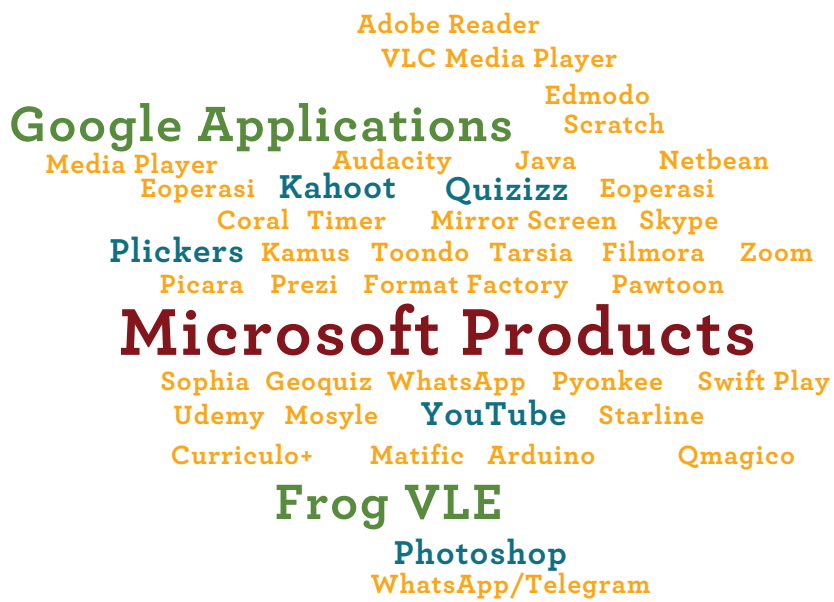 Adobe Reader
VLC Media Player
Edmodo
Google Applications Scratch
Media Player Audacity Java Netbean
Eoperasi Kahoot Quizizz Eoperasi
Coral Timer Mirror Screen Skype
Plickers Kamus Toondo Tarsia Filmora Zoom
Picara Prezi Format Factory Pawtoon
Microsoft Products
Sophia Geoquiz WhatsApp Pyonkee Swift Play
Udemy Mosyle YouTube Starline
Curriculo+ Matific Arduino Qmagico
Frog VLE
Photoshop
WhatsApp/Telegram